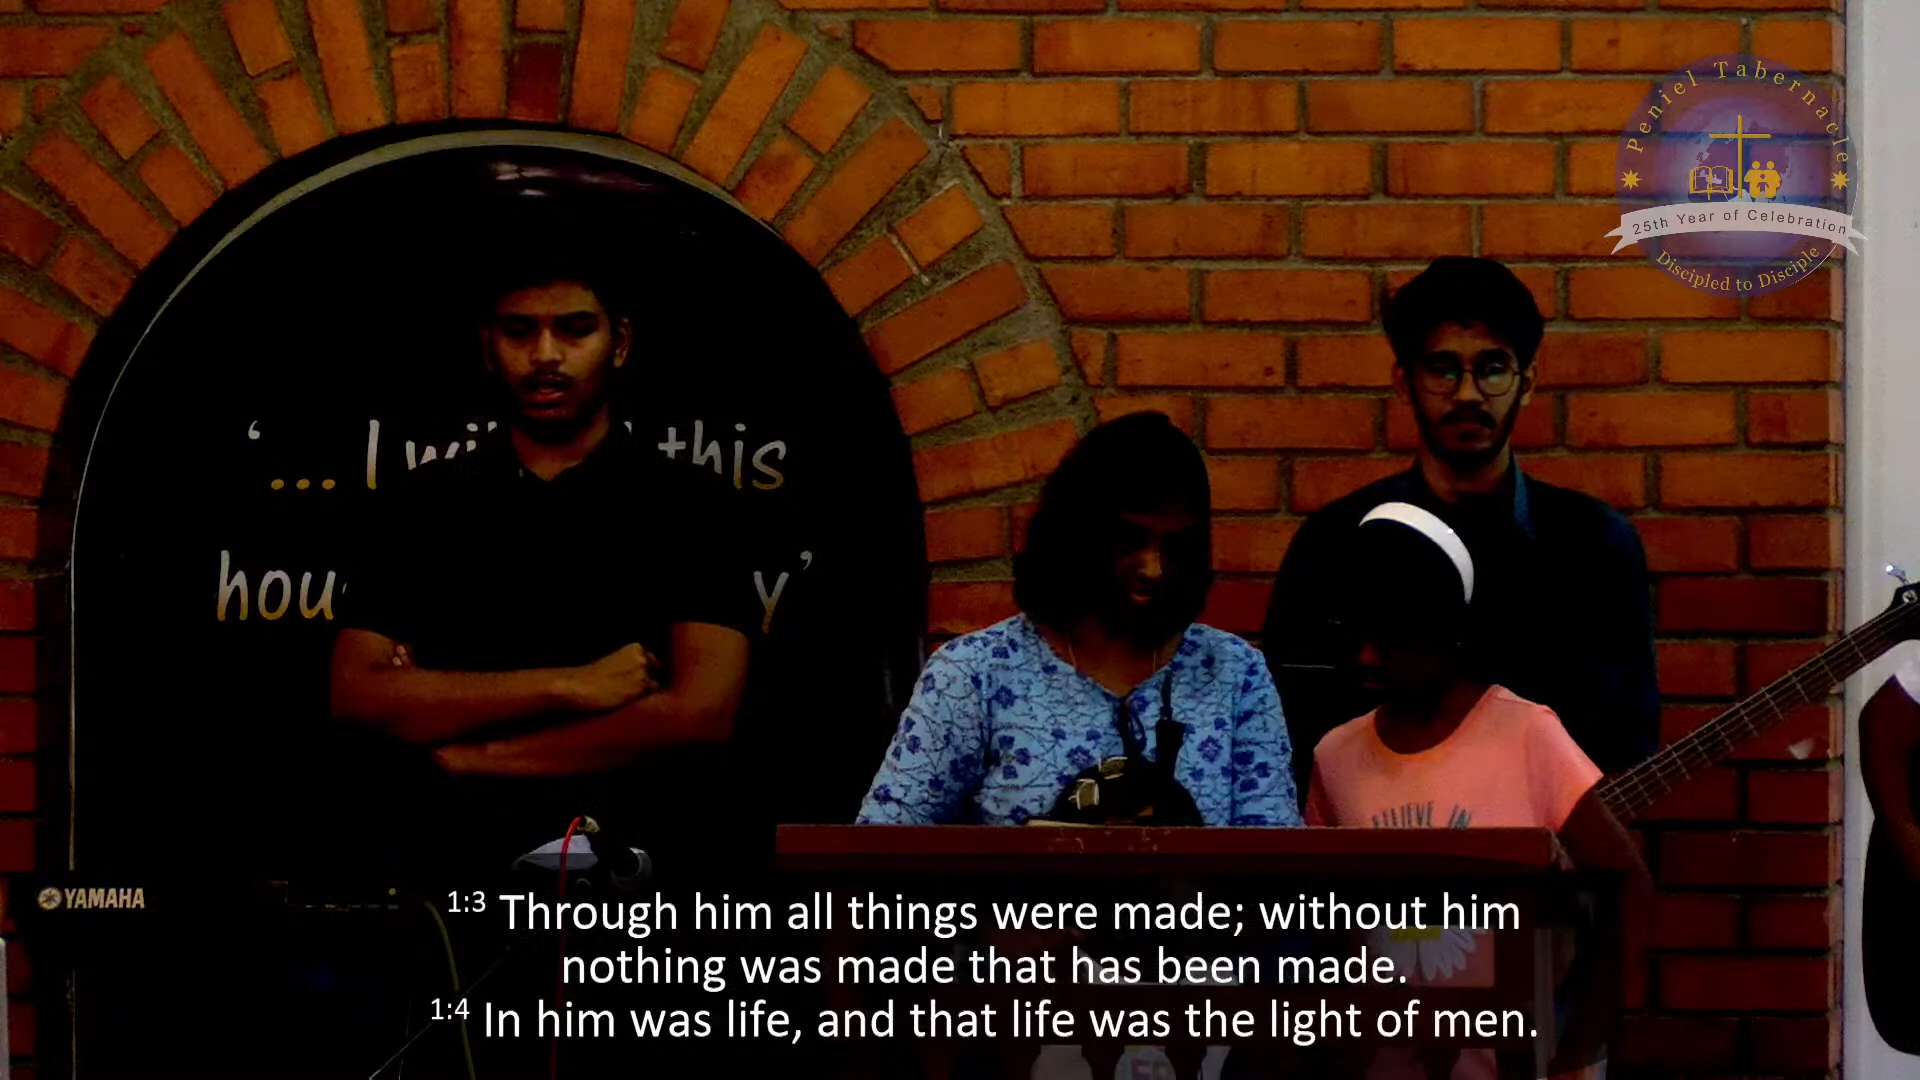 Peniel Tabernacle
25th Year of Celebration
Discipled to Disciple
‘... I this
hou y’
BELIEVE IN
YAMAHA
1:3 Through him all things were made; without him
nothing was made that has been made.
1:4 In him was life, and that life was the light of men.